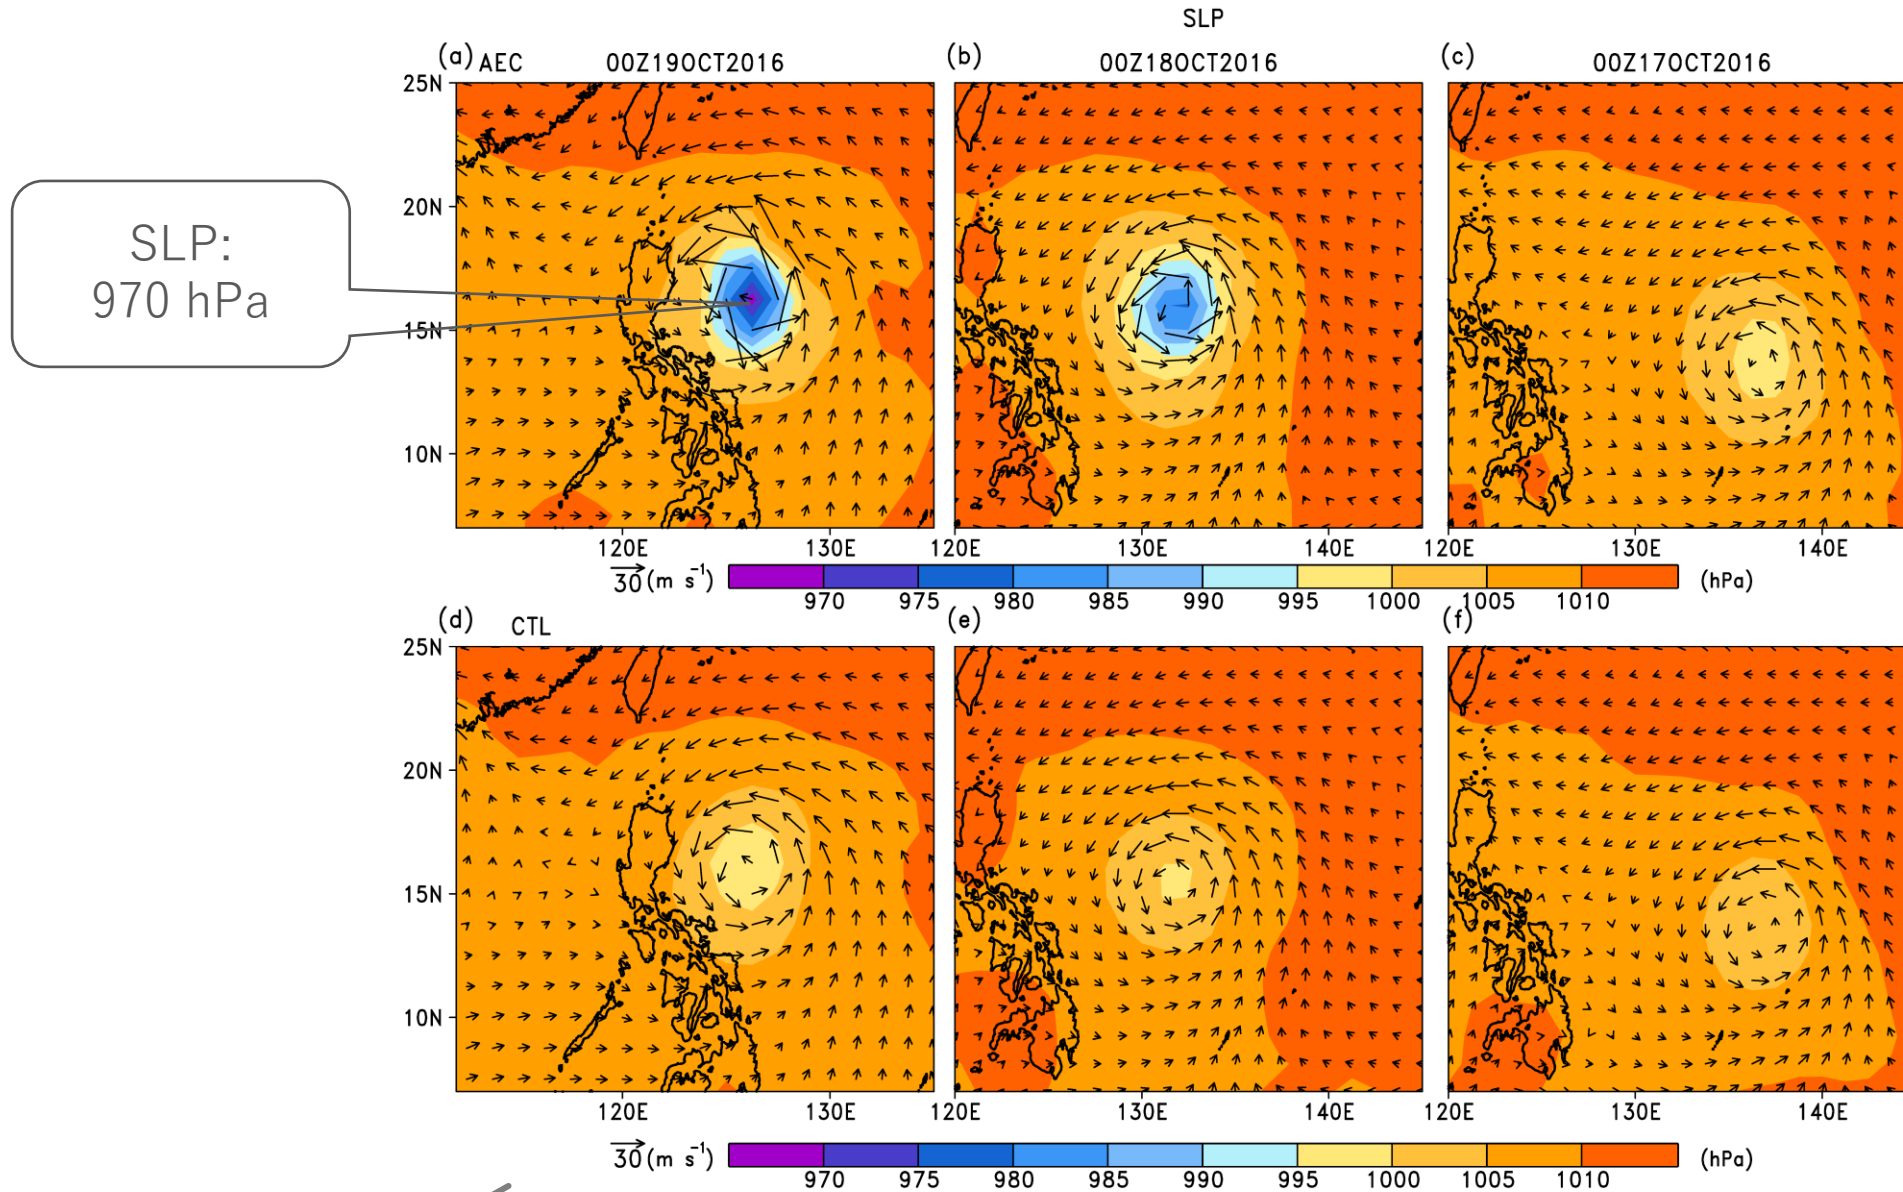 SLP
(a) AEC 00Z19OCT2016 (b) 00Z18OCT2016 (c) 00Z17OCT2016
25N
20N
SLP:
970 hPa
15N
10N
120E 130E 120E 130E 140E 120E 130E 140E
30(m s⁻¹) 970 975 980 985 990 995 1000 1005 1010 (hPa)
(d) CTL (e) (f)
25N
20N
15N
10N
120E 130E 120E 130E 140E 120E 130E 140E
30(m s⁻¹) 970 975 980 985 990 995 1000 1005 1010 (hPa)